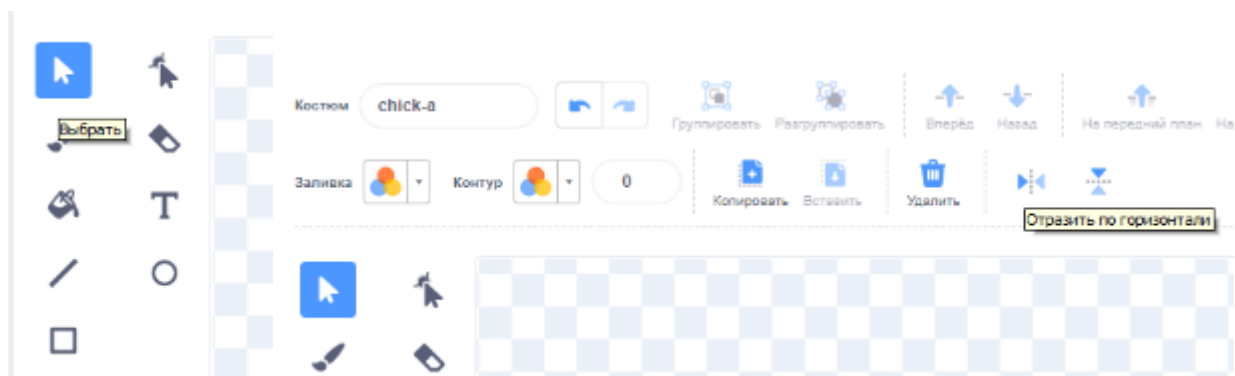 Выбрать
T
Костюм chick-a
Группировать Разгруппировать Вперёд Назад На передний план На
Заливка Контур 0
Копировать Вставить Удалить
Отразить по горизонтали